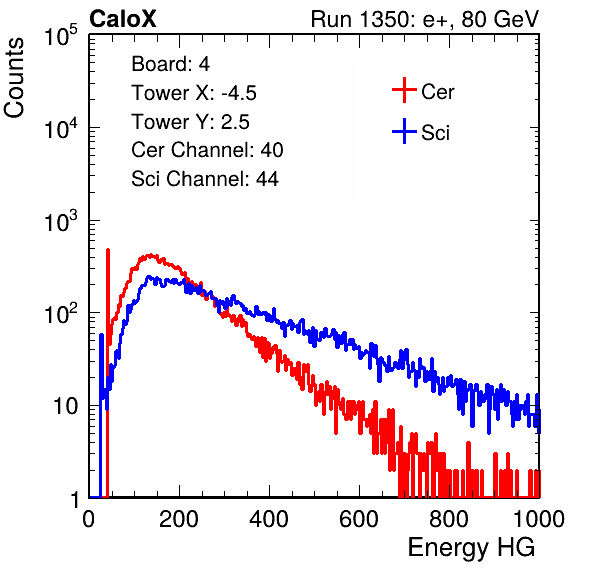 CaloX Run 1350: e+, 80 GeV
Counts
10^5
10^4
10^3
10^2
10
1
Board: 4
Tower X: -4.5
Tower Y: 2.5
Cer Channel: 40
Sci Channel: 44
Cer
Sci
0 200 400 600 800 1000
Energy HG